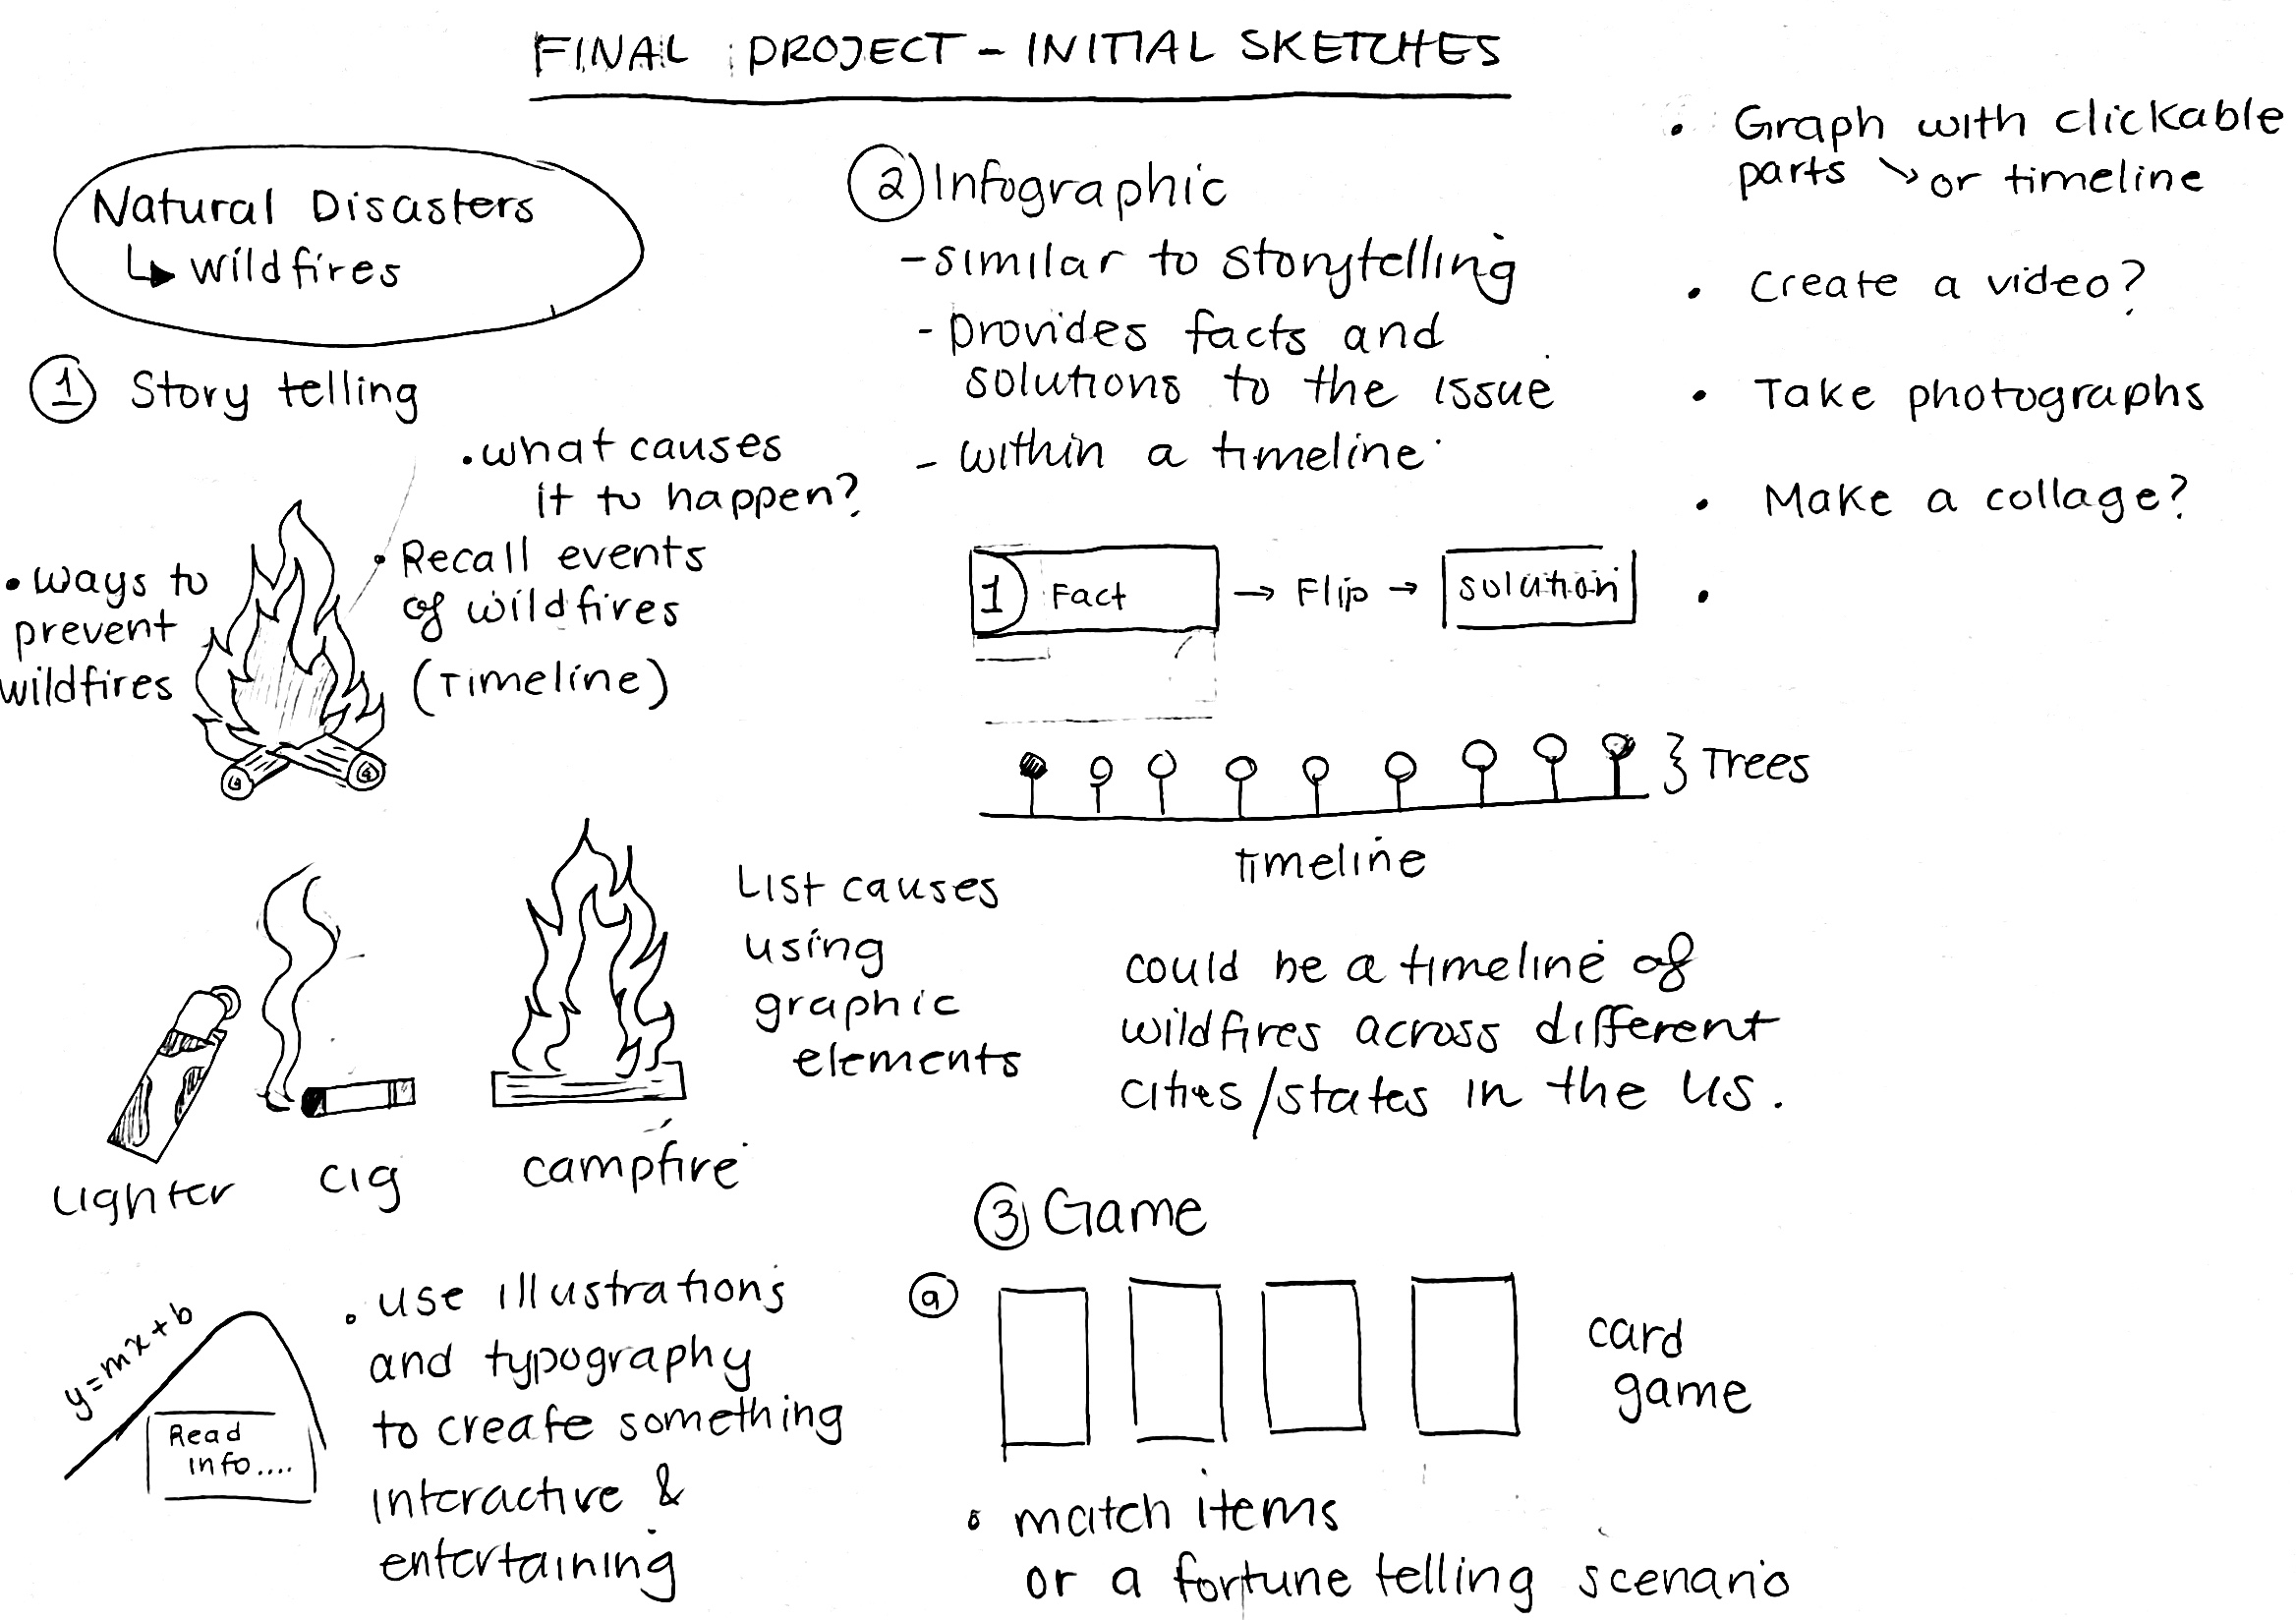 FINAL PROJECT - INITIAL SKETCHES
Natural Disasters
↳ wildfires
① Story telling
• what causes
it to happen?
• Recall events
of wildfires
(Timeline)
• ways to
prevent
wildfires
Lighter
cig
campfire
List causes
using
graphic
elements
y=mx+b
Read
info....
• use illustrations
and typography
to create something
interactive &
entertaining
② Infographic
- similar to storytelling
- provides facts and
solutions to the issue
- within a timeline
1 Fact → Flip → solution
} Trees
timeline
could be a timeline of
wildfires across different
cities/states in the US.
③ Game
ⓐ
card
game
• match items
or a fortune telling scenario
• Graph with clickable
parts ↘ or timeline
• Create a video?
• Take photographs
• Make a collage?
•